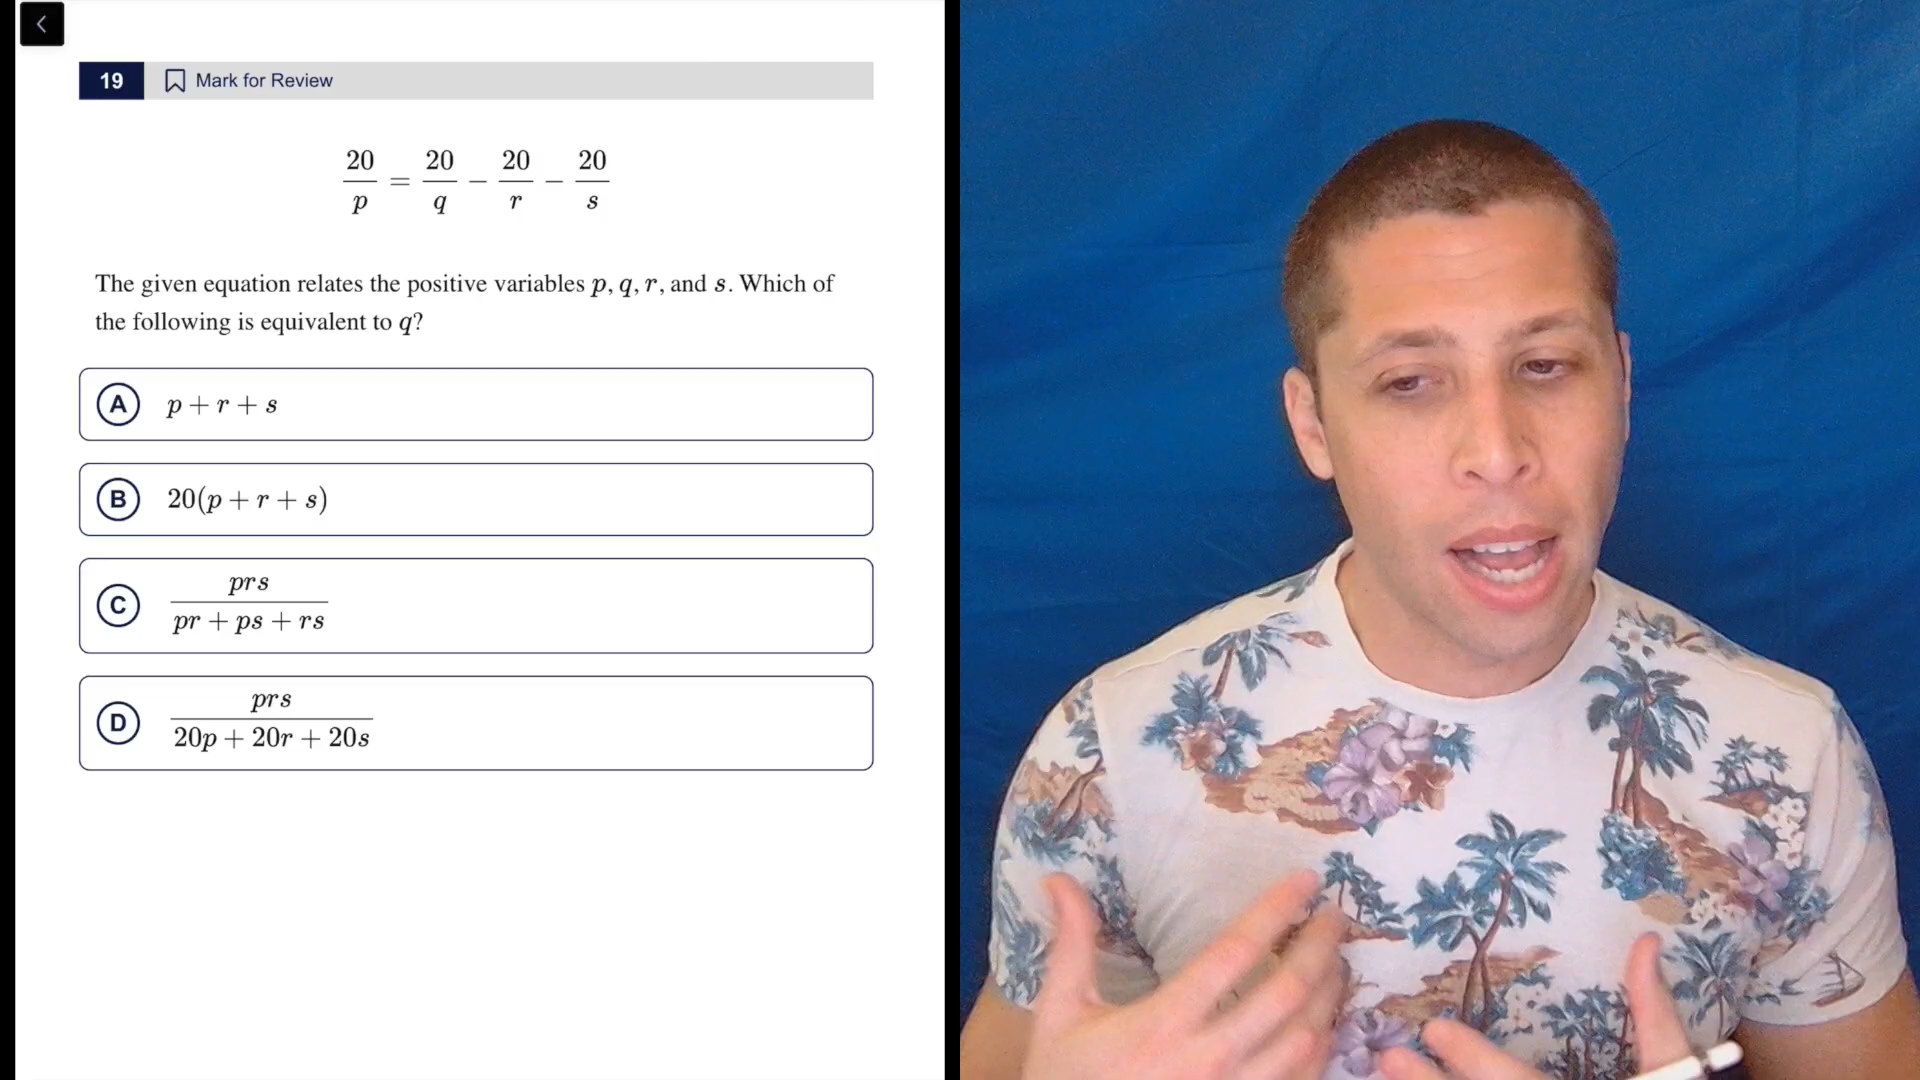 19 Mark for Review
20/p = 20/q − 20/r − 20/s
The given equation relates the positive variables p, q, r, and s. Which of
the following is equivalent to q?
A p + r + s
B 20(p + r + s)
C prs/(pr + ps + rs)
D prs/(20p + 20r + 20s)